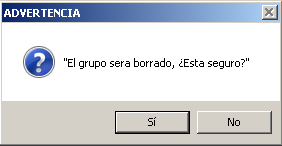 ADVERTENCIA
"El grupo sera borrado, ¿Esta seguro?"
Sí
No